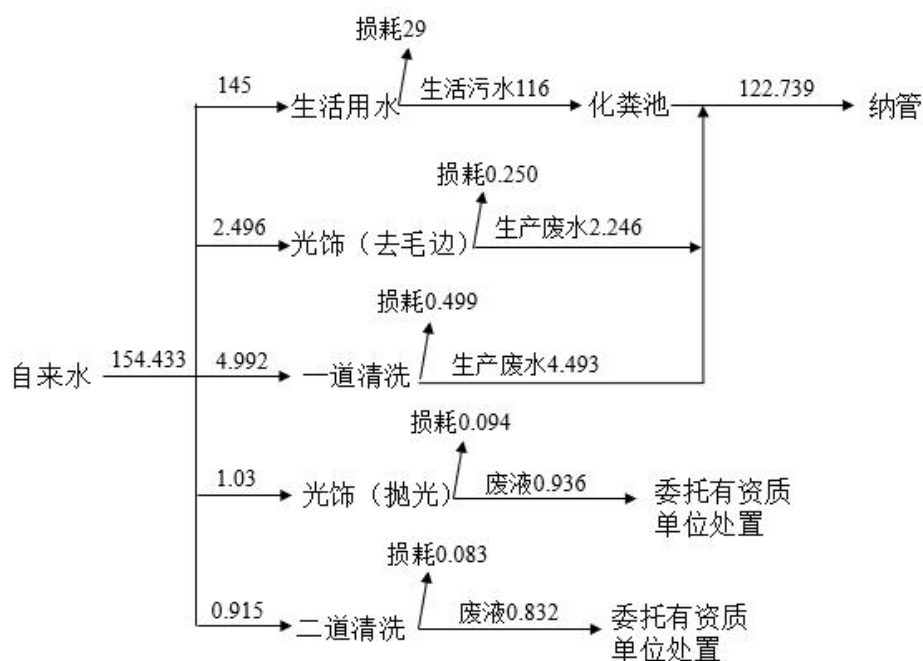 损耗29
145
生活用水
生活污水116
化粪池
122.739
纳管
损耗0.250
2.496
光饰（去毛边）
生产废水2.246
损耗0.499
自来水
154.433
4.992
一道清洗
生产废水4.493
损耗0.094
1.03
光饰（抛光）
废液0.936
委托有资质
单位处置
损耗0.083
0.915
二道清洗
废液0.832
委托有资质
单位处置